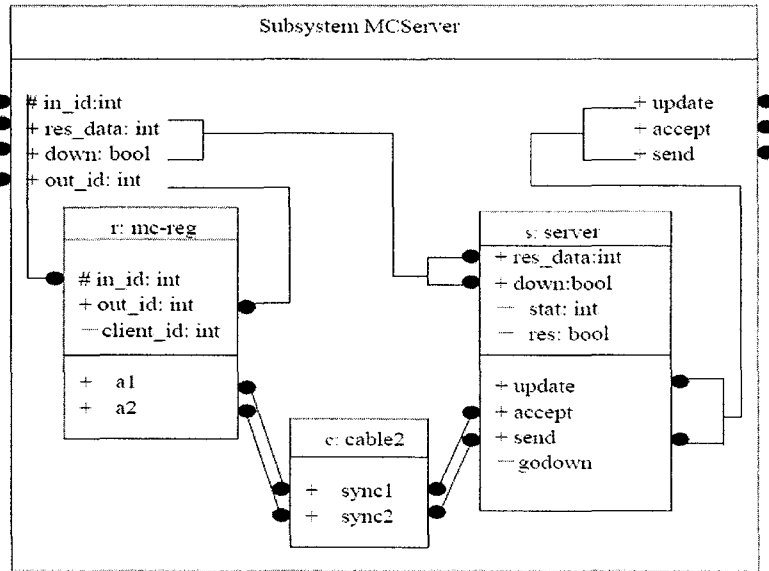 Subsystem MCServer
# in_id:int
+ res_data: int
+ down: bool
+ out_id: int
+ update
+ accept
+ send
r: mc-reg
# in_id: int
+ out_id: int
— client_id: int
+ a1
+ a2
s: server
+ res_data:int
+ down:bool
— stat: int
— res: bool
+ update
+ accept
+ send
— godown
c: cable2
+ sync1
+ sync2